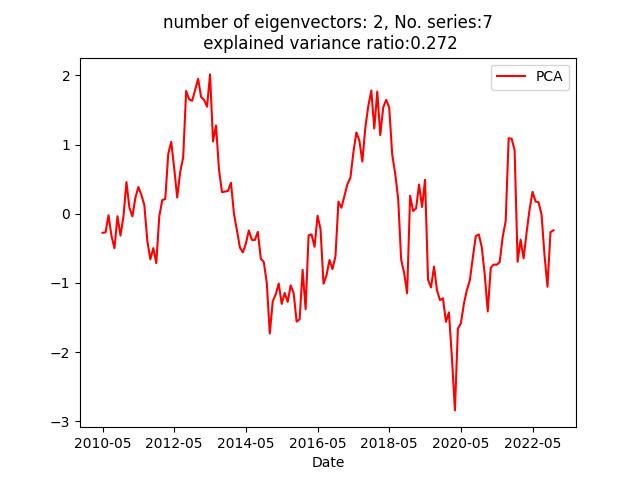 number of eigenvectors: 2, No. series:7
explained variance ratio:0.272
PCA
2
1
0
−1
−2
−3
2010-05 2012-05 2014-05 2016-05 2018-05 2020-05 2022-05
Date